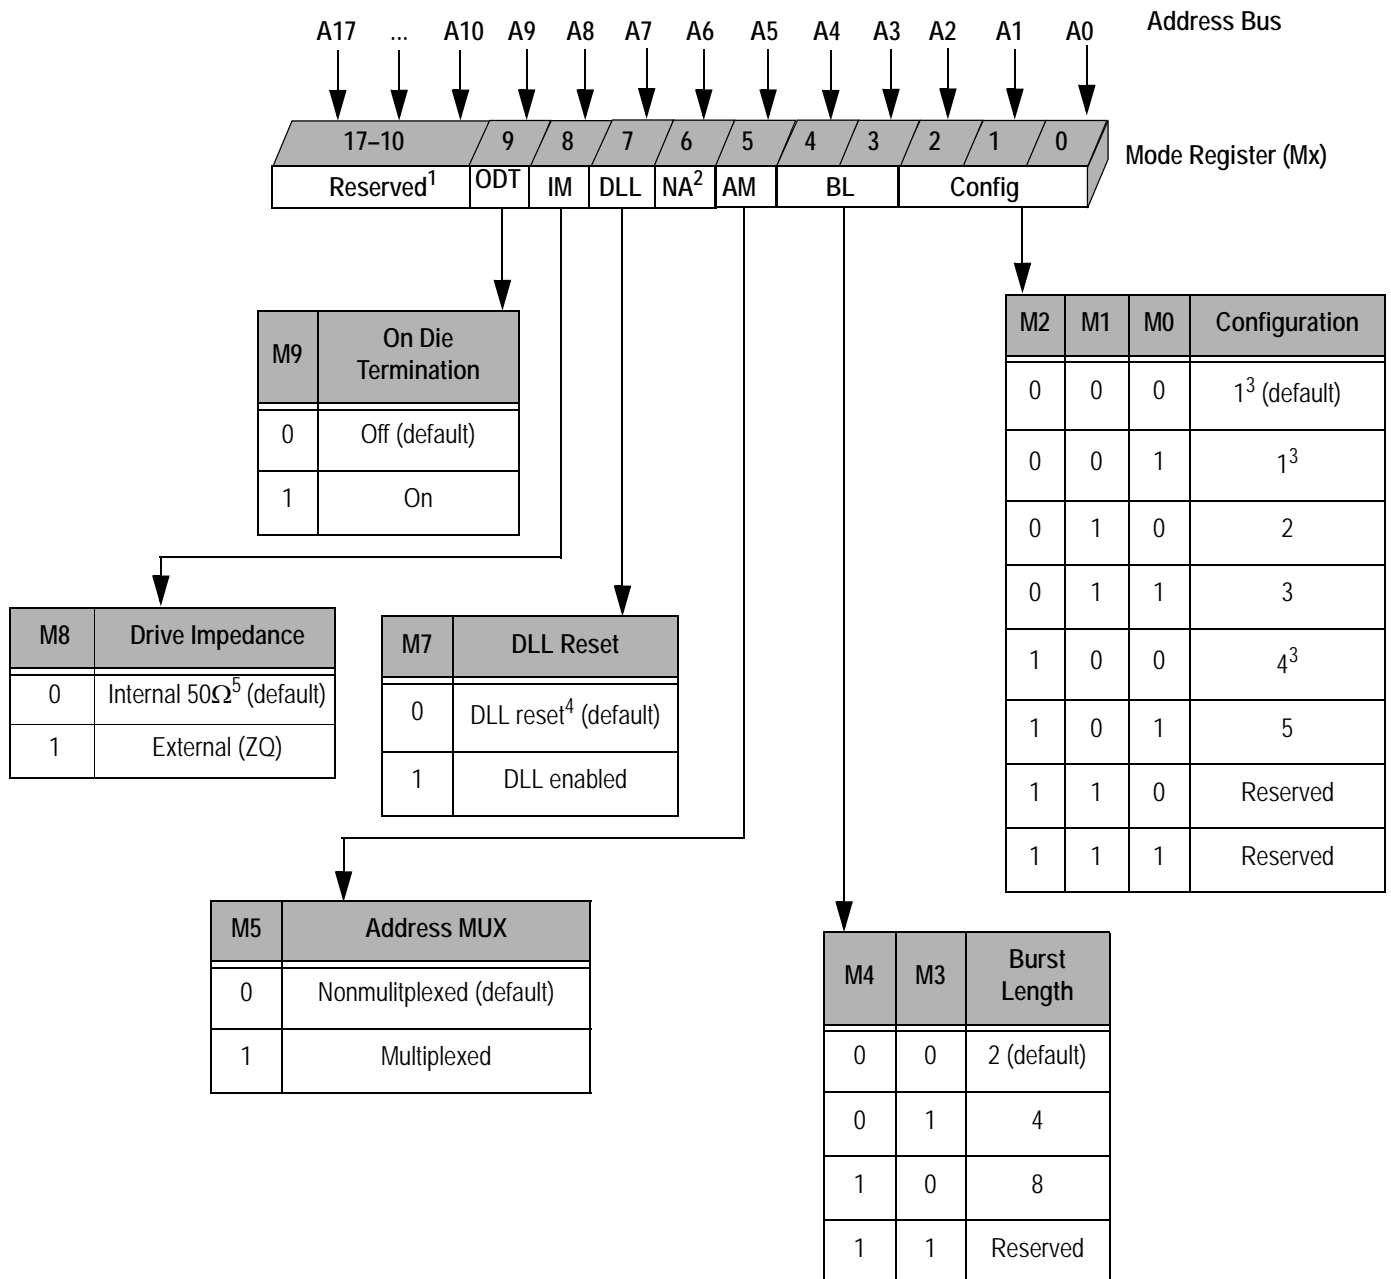 A17 ... A10 A9 A8 A7 A6 A5 A4 A3 A2 A1 A0 Address Bus
17–10 9 8 7 6 5 4 3 2 1 0
Mode Register (Mx)
Reserved1 ODT IM DLL NA2 AM BL Config
M9 On Die
Termination
0 Off (default)
1 On
M2 M1 M0 Configuration
0 0 0 13 (default)
0 0 1 13
0 1 0 2
0 1 1 3
1 0 0 43
1 0 1 5
1 1 0 Reserved
1 1 1 Reserved
M8 Drive Impedance
0 Internal 50Ω5 (default)
1 External (ZQ)
M7 DLL Reset
0 DLL reset4 (default)
1 DLL enabled
M5 Address MUX
0 Nonmulitplexed (default)
1 Multiplexed
M4 M3 Burst
Length
0 0 2 (default)
0 1 4
1 0 8
1 1 Reserved